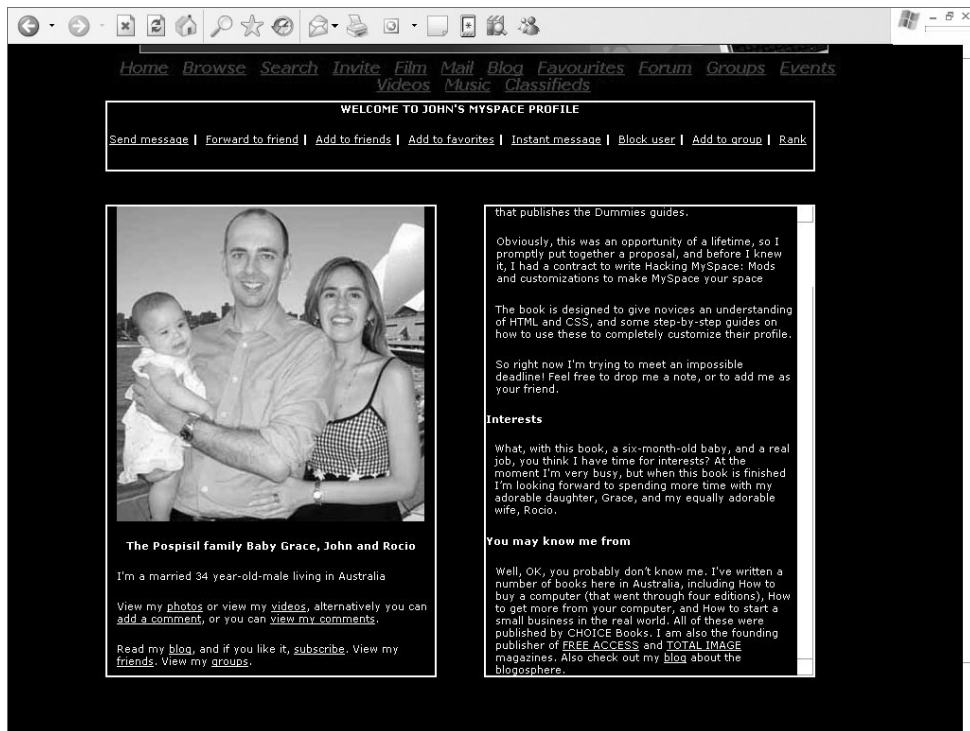 Home Browse Search Invite Film Mail Blog Favourites Forum Groups Events
Videos Music Classifieds
WELCOME TO JOHN'S MYSPACE PROFILE
Send message | Forward to friend | Add to friends | Add to favorites | Instant message | Block user | Add to group | Rank
The Pospisil family Baby Grace, John and Rocio
I'm a married 34 year-old-male living in Australia
View my photos or view my videos, alternatively you can
add a comment, or you can view my comments.
Read my blog, and if you like it, subscribe. View my
friends. View my groups.
that publishes the Dummies guides.
Obviously, this was an opportunity of a lifetime, so I
promptly put together a proposal, and before I knew
it, I had a contract to write Hacking MySpace: Mods
and customizations to make MySpace your space
The book is designed to give novices an understanding
of HTML and CSS, and some step-by-step guides on
how to use these to completely customize their profile.
So right now I'm trying to meet an impossible
deadline! Feel free to drop me a note, or to add me as
your friend.
Interests
What, with this book, a six-month-old baby, and a real
job, you think I have time for interests? At the
moment I'm very busy, but when this book is finished
I'm looking forward to spending more time with my
adorable daughter, Grace, and my equally adorable
wife, Rocio.
You may know me from
Well, OK, you probably don't know me. I've written a
number of books here in Australia, including How to
buy a computer (that went through four editions), How
to get more from your computer, and How to start a
small business in the real world. All of these were
published by CHOICE Books. I am also the founding
publisher of FREE ACCESS and TOTAL IMAGE
magazines. Also check out my blog about the
blogosphere.